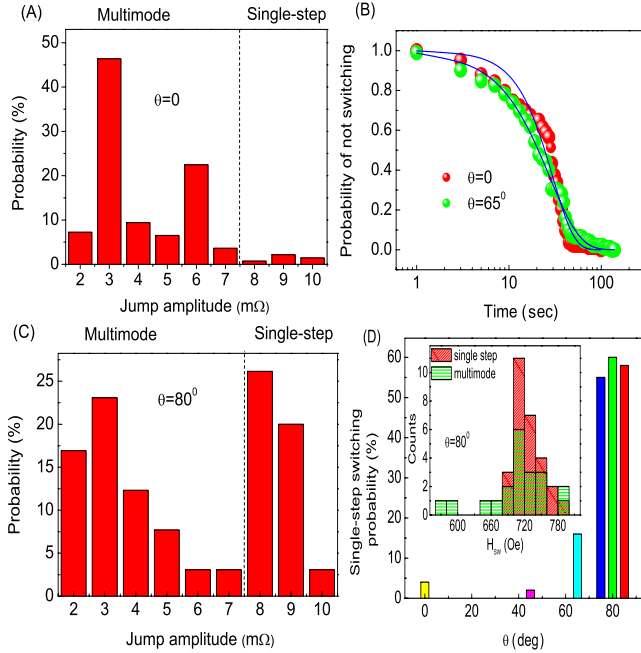 (A)
Multimode
Single-step
50
40
30
20
10
0
Probability (%)
θ=0
2 3 4 5 6 7 8 9 10
Jump amplitude (mΩ)
(B)
1.0
0.8
0.6
0.4
0.2
0.0
Probability of not switching
θ=0
θ=65⁰
1 10 100
Time (sec)
(C)
Multimode
Single-step
25
20
15
10
5
0
Probability (%)
θ=80⁰
2 3 4 5 6 7 8 9 10
Jump amplitude (mΩ)
(D)
60
50
40
30
20
10
0
Single-step switching
probability (%)
single step
multimode
10
8
6
4
2
0
Counts
θ=80⁰
600 660 720 780
H_SW (Oe)
0 20 40 60 80
θ (deg)